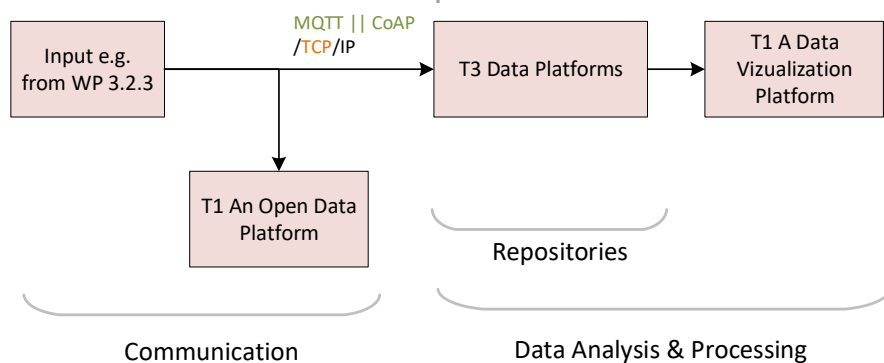 MQTT || CoAP
/TCP/IP
Input e.g.
from WP 3.2.3
T3 Data Platforms
T1 A Data
Vizualization
Platform
T1 An Open Data
Platform
Repositories
Communication
Data Analysis & Processing